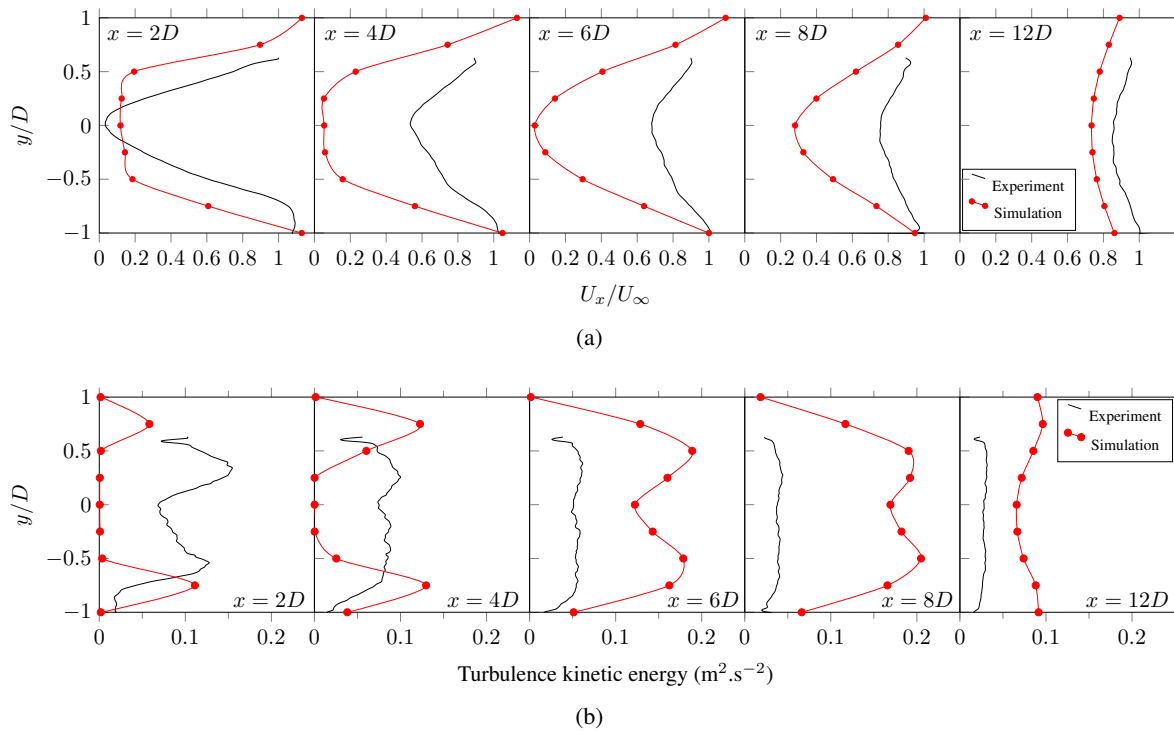 x = 2D x = 4D x = 6D x = 8D x = 12D
1
0.5
0
−0.5
−1
y/D
Experiment
Simulation
0 0.2 0.4 0.6 0.8 1 0 0.2 0.4 0.6 0.8 1 0 0.2 0.4 0.6 0.8 1 0 0.2 0.4 0.6 0.8 1 0 0.2 0.4 0.6 0.8 1
Ux/U∞
(a)
1
0.5
0
−0.5
−1
y/D
Experiment
Simulation
x = 2D x = 4D x = 6D x = 8D x = 12D
0 0.1 0 0.1 0.2 0 0.1 0.2 0 0.1 0.2 0 0.1 0.2
Turbulence kinetic energy (m².s⁻²)
(b)